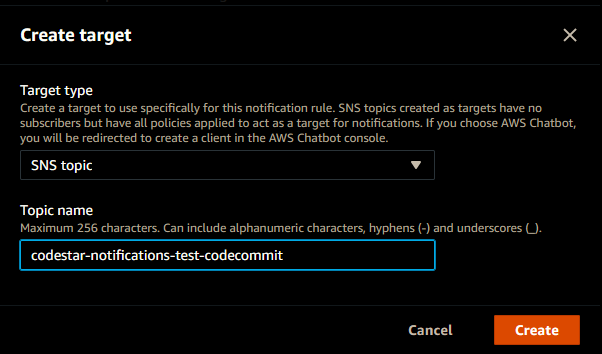 Create target
Target type
Create a target to use specifically for this notification rule. SNS topics created as targets have no
subscribers but have all policies applied to act as a target for notifications. If you choose AWS Chatbot,
you will be redirected to create a client in the AWS Chatbot console.
SNS topic
Topic name
Maximum 256 characters. Can include alphanumeric characters, hyphens (-) and underscores (_).
codestar-notifications-test-codecommit
Cancel Create